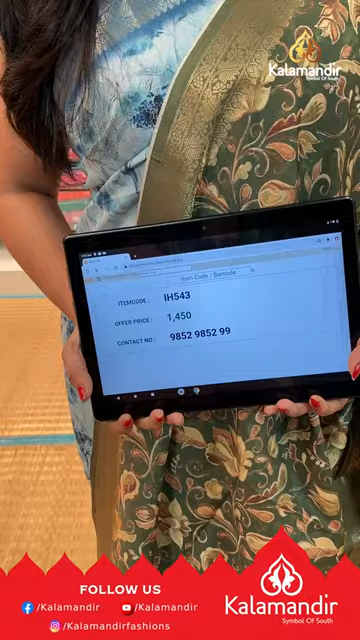 Kalamandir
Symbol Of South
Item Code / Barcode
ITEMCODE : IH543
OFFER PRICE : 1,450
CONTACT NO : 9852 9852 99
FOLLOW US
/Kalamandir /Kalamandir
/Kalamandirfashions
Kalamandir
Symbol Of South